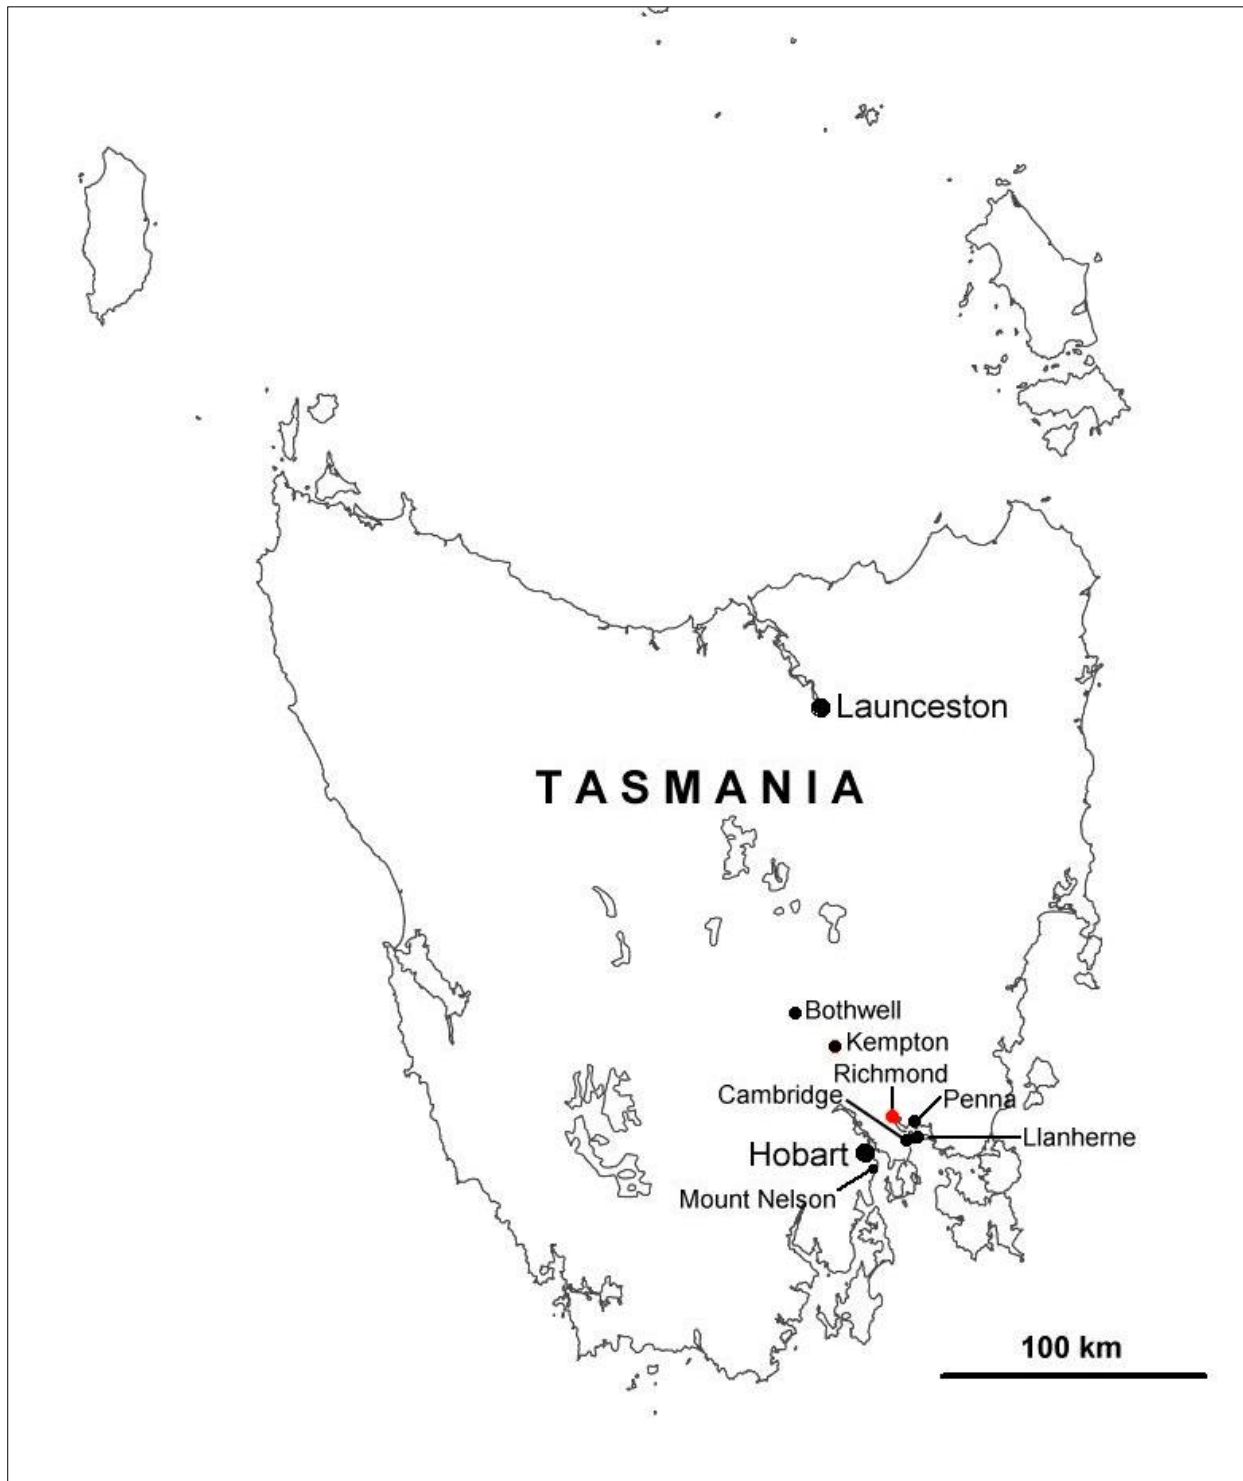 Launceston
TASMANIA
Bothwell
Kempton
Richmond
Cambridge
Penna
Llanherne
Hobart
Mount Nelson
100 km